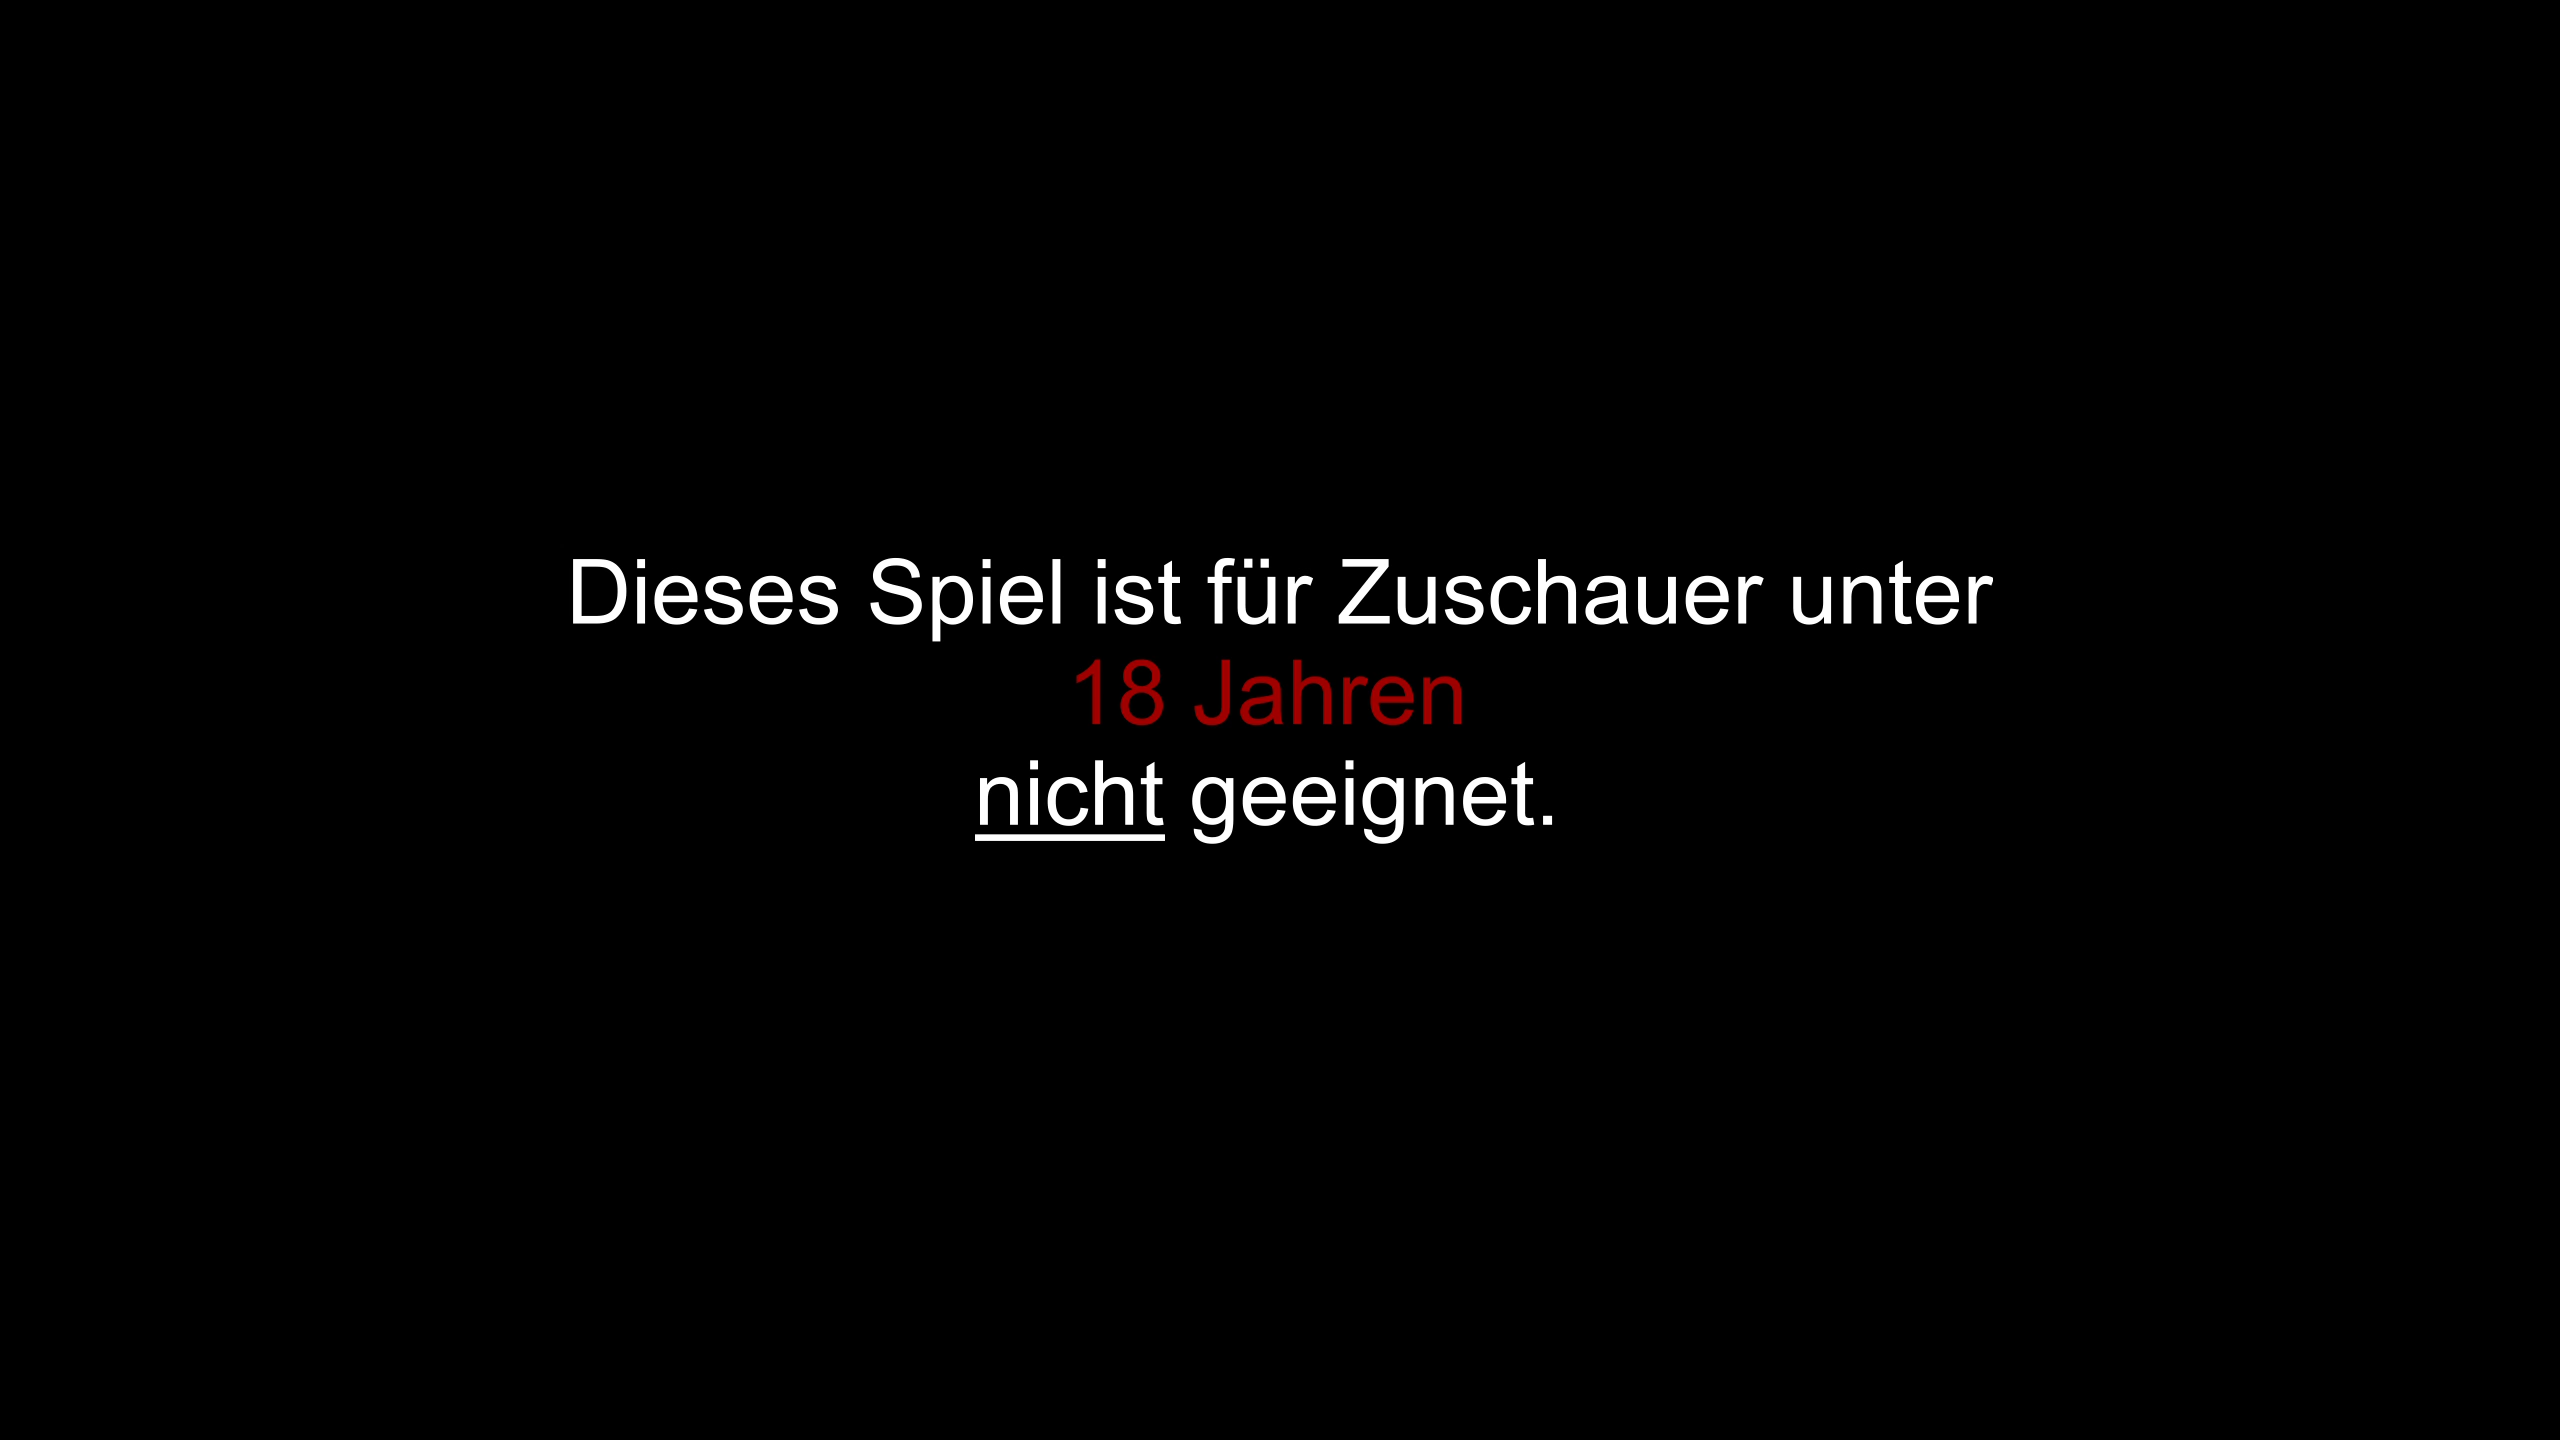 Dieses Spiel ist für Zuschauer unter
18 Jahren
nicht geeignet.